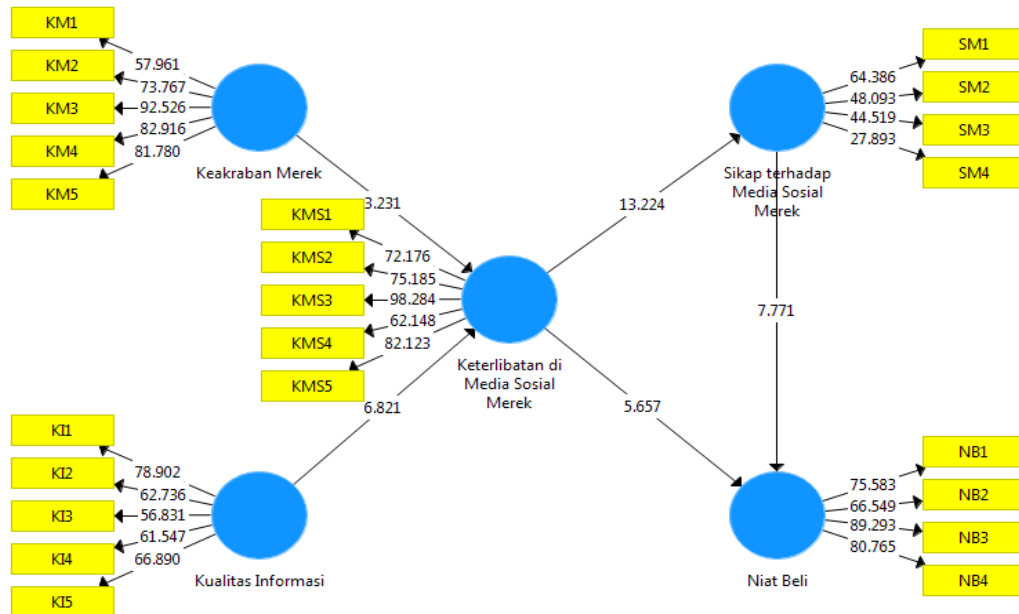 KM1
KM2
KM3
KM4
KM5
57.961
73.767
92.526
82.916
81.780
Keakraban Merek
3.231
KMS1
KMS2
KMS3
KMS4
KMS5
72.176
75.185
98.284
62.148
82.123
Keterlibatan di
Media Sosial
Merek
6.821
KI1
KI2
KI3
KI4
KI5
78.902
62.736
56.831
61.547
66.890
Kualitas Informasi
13.224
5.657
SM1
SM2
SM3
SM4
64.386
48.093
44.519
27.893
Sikap terhadap
Media Sosial
Merek
7.771
NB1
NB2
NB3
NB4
75.583
66.549
89.293
80.765
Niat Beli